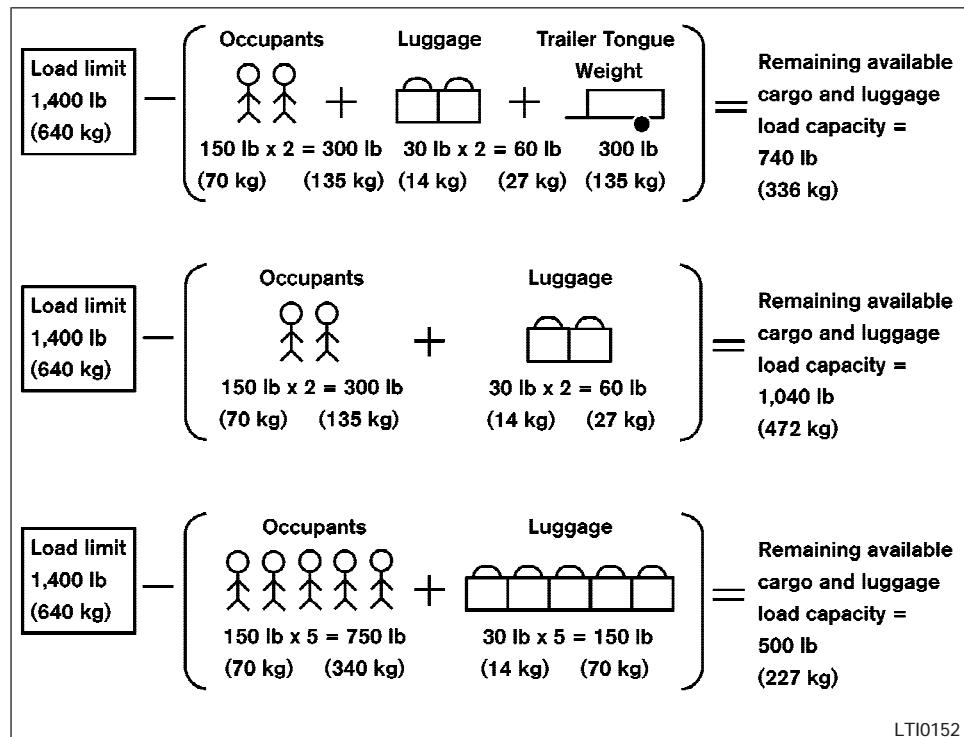 Occupants Luggage Trailer Tongue Weight
Load limit 1,400 lb (640 kg)
150 lb x 2 = 300 lb 30 lb x 2 = 60 lb 300 lb
(70 kg) (135 kg) (14 kg) (27 kg) (135 kg)
Remaining available
cargo and luggage
load capacity =
740 lb
(336 kg)
Occupants Luggage
Load limit
1,400 lb
(640 kg)
150 lb x 2 = 300 lb 30 lb x 2 = 60 lb
(70 kg) (135 kg) (14 kg) (27 kg)
Remaining available
cargo and luggage
load capacity =
1,040 lb
(472 kg)
Occupants Luggage
Load limit
1,400 lb
(640 kg)
150 lb x 5 = 750 lb 30 lb x 5 = 150 lb
(70 kg) (340 kg) (14 kg) (70 kg)
Remaining available
cargo and luggage
load capacity =
500 lb
(227 kg)
LTI0152